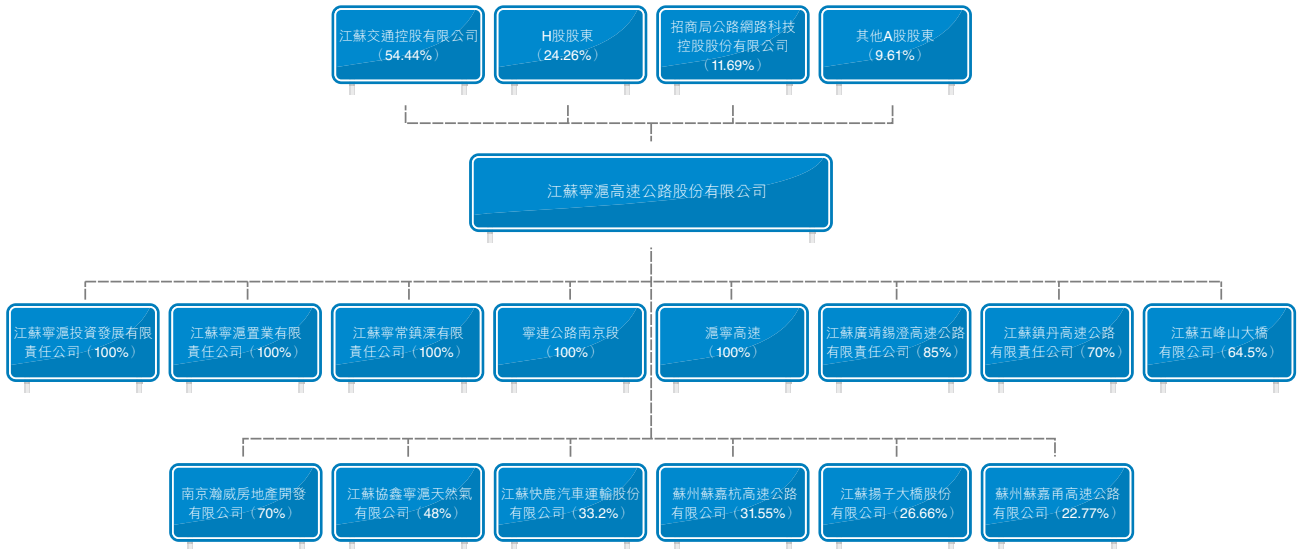 江蘇交通控股有限公司
（54.44%）
H股股東
（24.26%）
招商局公路網路科技
控股股份有限公司
（11.69%）
其他A股股東
（9.61%）
江蘇寧滬高速公路股份有限公司
江蘇寧滬投資發展有限
責任公司（100%）
江蘇寧滬置業有限
責任公司（100%）
江蘇寧常鎮溧有限
責任公司（100%）
寧連公路南京段
（100%）
滬寧高速
（100%）
江蘇廣靖錫澄高速公路
有限責任公司（85%）
江蘇鎮丹高速公路
有限責任公司（70%）
江蘇五峰山大橋
有限公司（64.5%）
南京瀚威房地產開發
有限公司（70%）
江蘇協鑫寧滬天然氣
有限公司（48%）
江蘇快鹿汽車運輸股份
有限公司（33.2%）
蘇州蘇嘉杭高速公路
有限公司（31.55%）
江蘇揚子大橋股份
有限公司（26.66%）
蘇州蘇嘉甬高速公路
有限公司（22.77%）